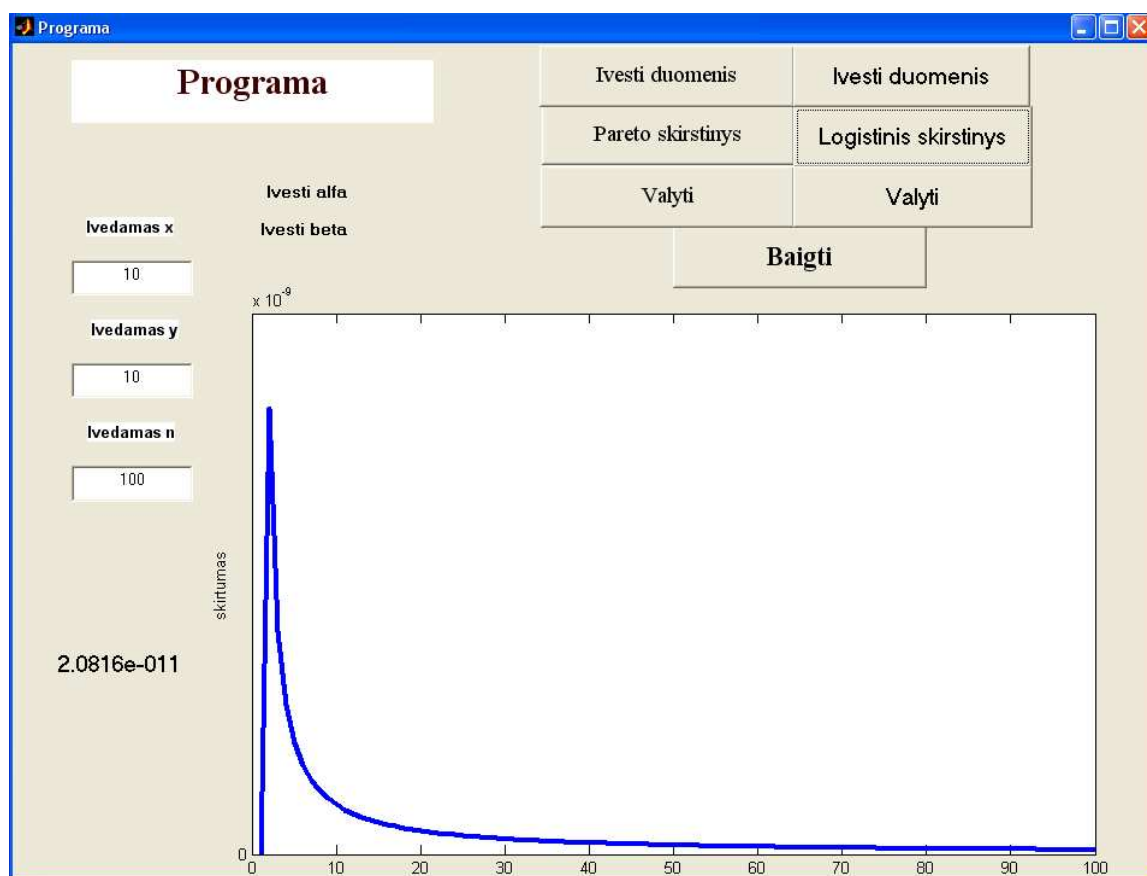 Programa
Programa
Ivesti duomenis
Ivesti duomenis
Pareto skirstinys
Logistinis skirstinys
Valyti
Valyti
Baigti
Ivesti alfa
Ivesti beta
Ivedamas x
10
Ivedamas y
10
Ivedamas n
100
2.0816e-011
x 10^-9
skirtumas
0
0 10 20 30 40 50 60 70 80 90 100